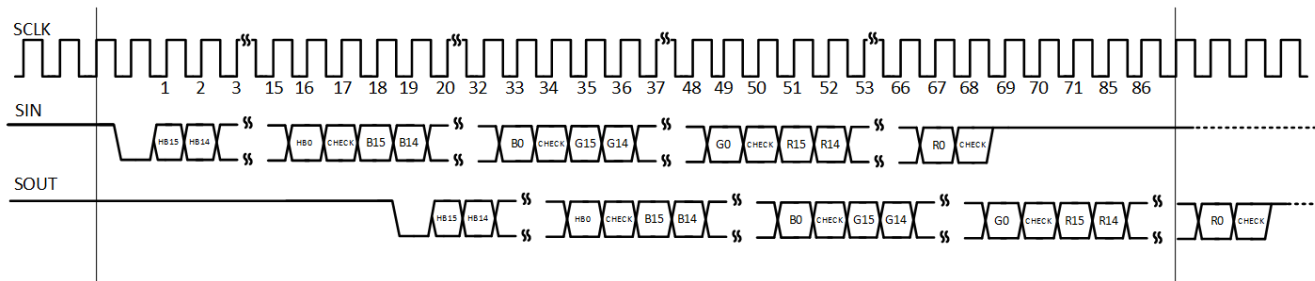 SCLK
1 2 3 15 16 17 18 19 20 32 33 34 35 36 37 48 49 50 51 52 53 66 67 68 69 70 71 85 86
SIN
HB15 HB14 HB0 CHECK B15 B14 B0 CHECK G15 G14 G0 CHECK R15 R14 R0 CHECK
SOUT
HB15 HB14 HB0 CHECK B15 B14 B0 CHECK G15 G14 G0 CHECK R15 R14 R0 CHECK